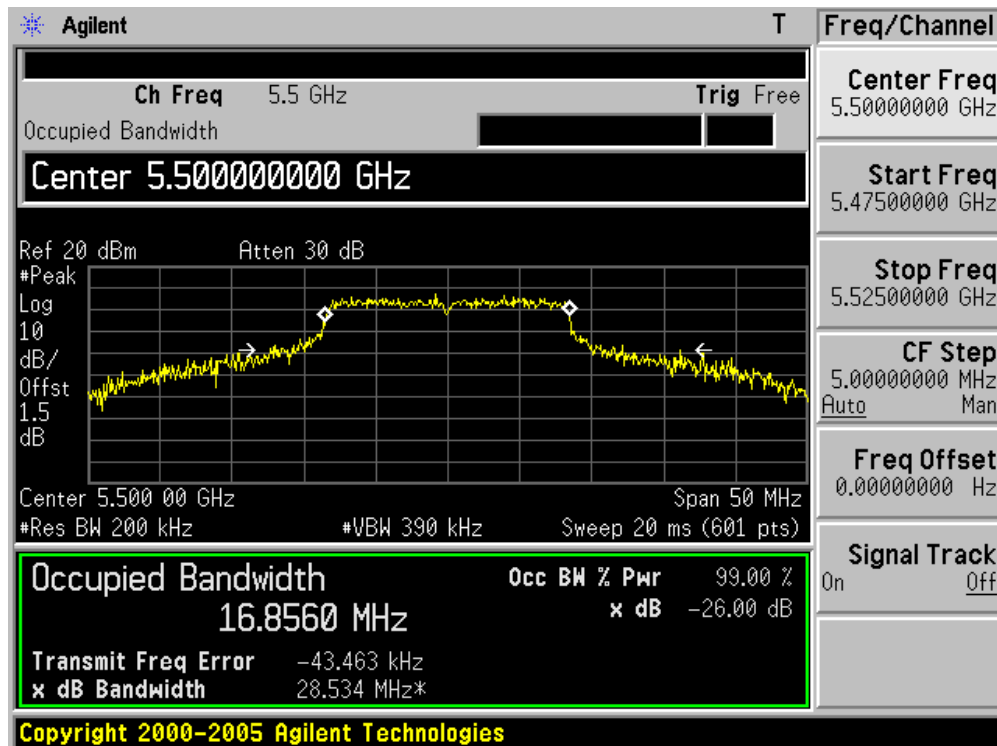 Agilent T Freq/Channel
Ch Freq 5.5 GHz Trig Free
Occupied Bandwidth
Center 5.500000000 GHz
Ref 20 dBm Atten 30 dB
#Peak
Log
10
dB/
Offst
1.5
dB
Center 5.500 00 GHz Span 50 MHz
#Res BW 200 kHz #VBW 390 kHz Sweep 20 ms (601 pts)
Occupied Bandwidth Occ BW % Pwr 99.00 %
16.8560 MHz x dB -26.00 dB
Transmit Freq Error -43.463 kHz
x dB Bandwidth 28.534 MHz*
Copyright 2000-2005 Agilent Technologies
Center Freq
5.50000000 GHz
Start Freq
5.47500000 GHz
Stop Freq
5.52500000 GHz
CF Step
5.00000000 MHz
Auto Man
Freq Offset
0.00000000 Hz
Signal Track
On Off